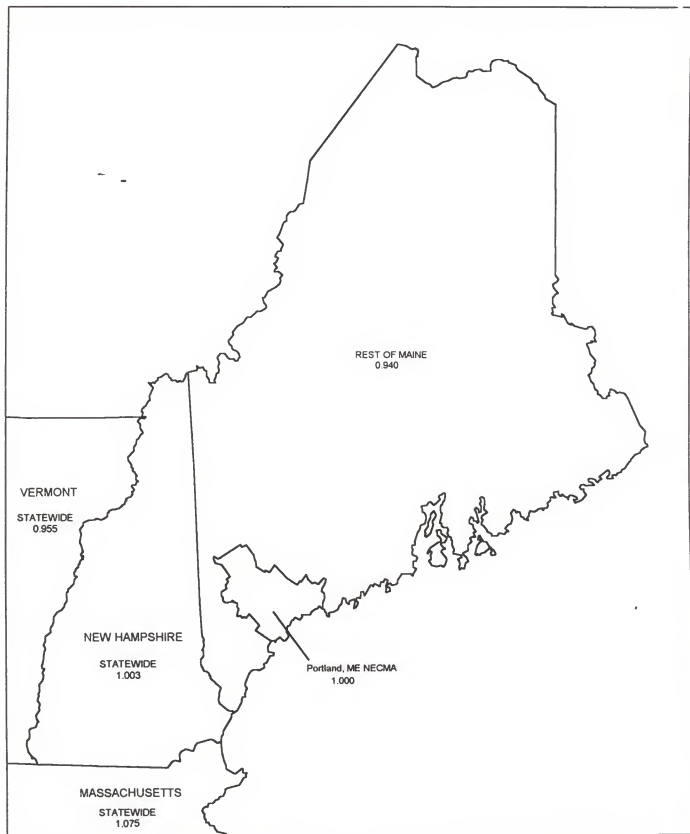 REST OF MAINE
0.940
VERMONT
STATEWIDE
0.955
NEW HAMPSHIRE
STATEWIDE
1.003
Portland, ME NECMA
1.000
MASSACHUSETTS
STATEWIDE
1.075